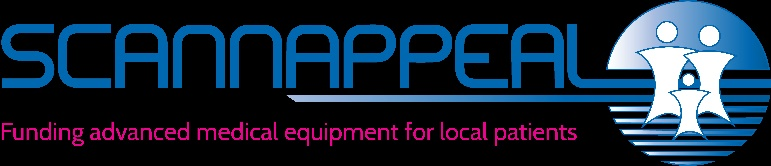 SCANNAPPEAL
Funding advanced medical equipment for local patients